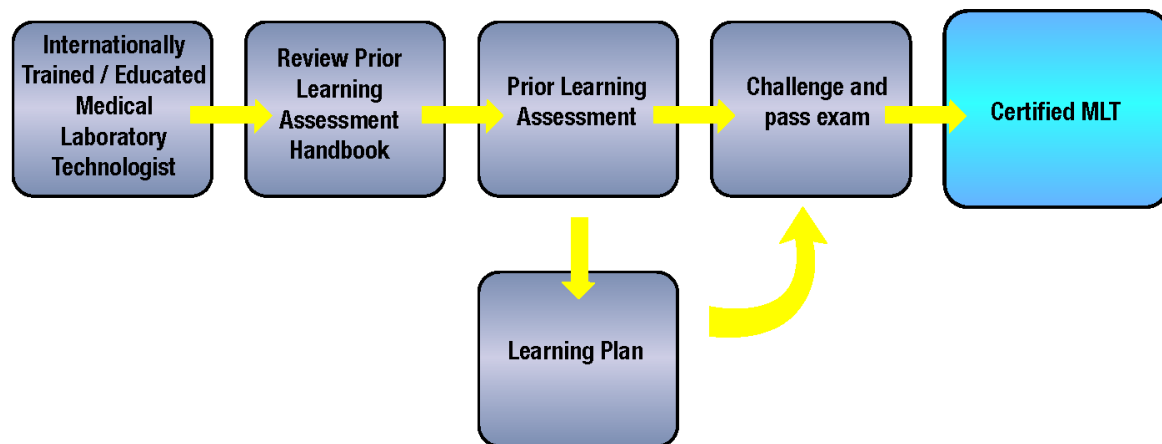 Internationally
Trained / Educated
Medical
Laboratory
Technologist
Review Prior
Learning
Assessment
Handbook
Prior Learning
Assessment
Challenge and
pass exam
Certified MLT
Learning Plan